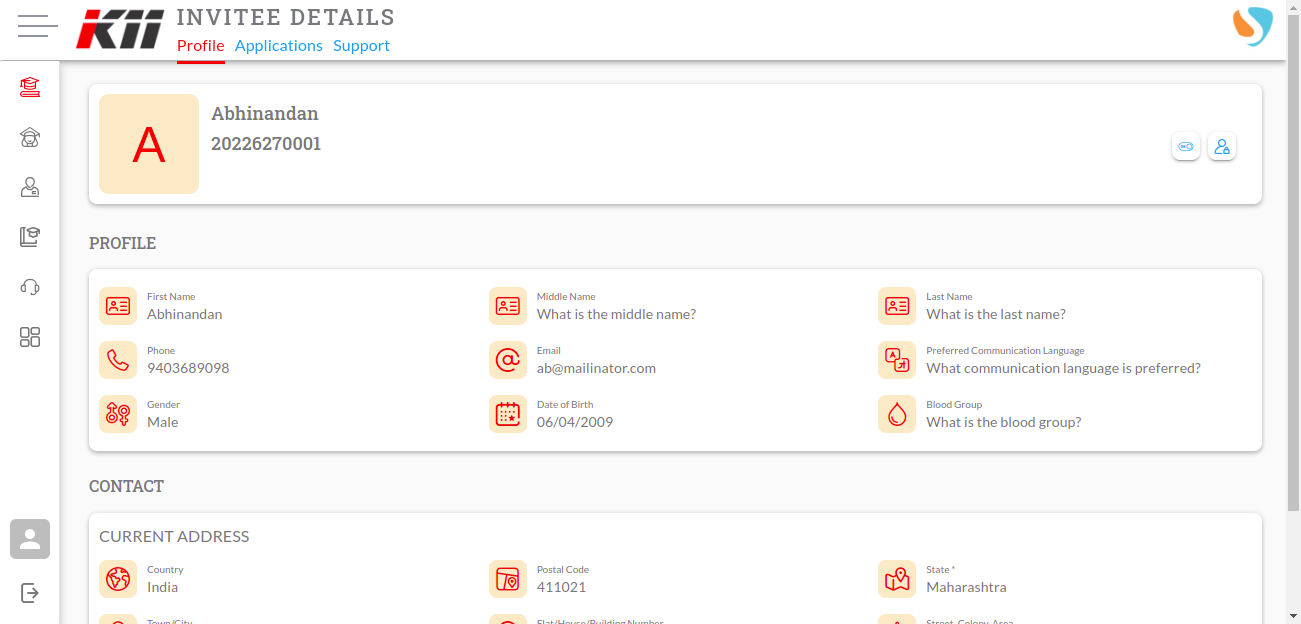 KII
INVITEE DETAILS
Profile Applications Support
A
Abhinandan
20226270001
PROFILE
First Name
Abhinandan
Middle Name
What is the middle name?
Last Name
What is the last name?
Phone
9403689098
Email
ab@mailinator.com
Preferred Communication Language
What communication language is preferred?
Gender
Male
Date of Birth
06/04/2009
Blood Group
What is the blood group?
CONTACT
CURRENT ADDRESS
Country
India
Postal Code
411021
State *
Maharashtra
Town/City
Flat/House/Building Number
Street, Colony, Area